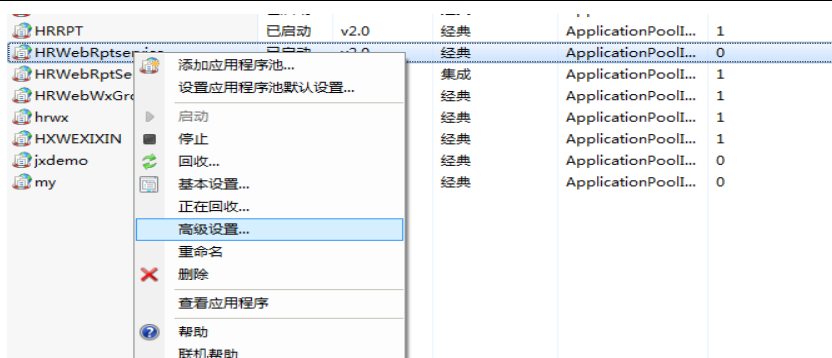 HRRPT 已启动 v2.0 经典 ApplicationPoolI... 1
HRWebRptservice 已启动 v2.0 经典 ApplicationPoolI... 0
HRWebRptSe 集成 ApplicationPoolI... 1
HRWebWxGro 经典 ApplicationPoolI... 1
hrwx 经典 ApplicationPoolI... 1
HXWEXIXIN 经典 ApplicationPoolI... 1
jxdemo 经典 ApplicationPoolI... 0
my 经典 ApplicationPoolI... 0
添加应用程序池...
设置应用程序池默认设置...
启动
停止
回收...
基本设置...
正在回收...
高级设置...
重命名
删除
查看应用程序
帮助
联机帮助